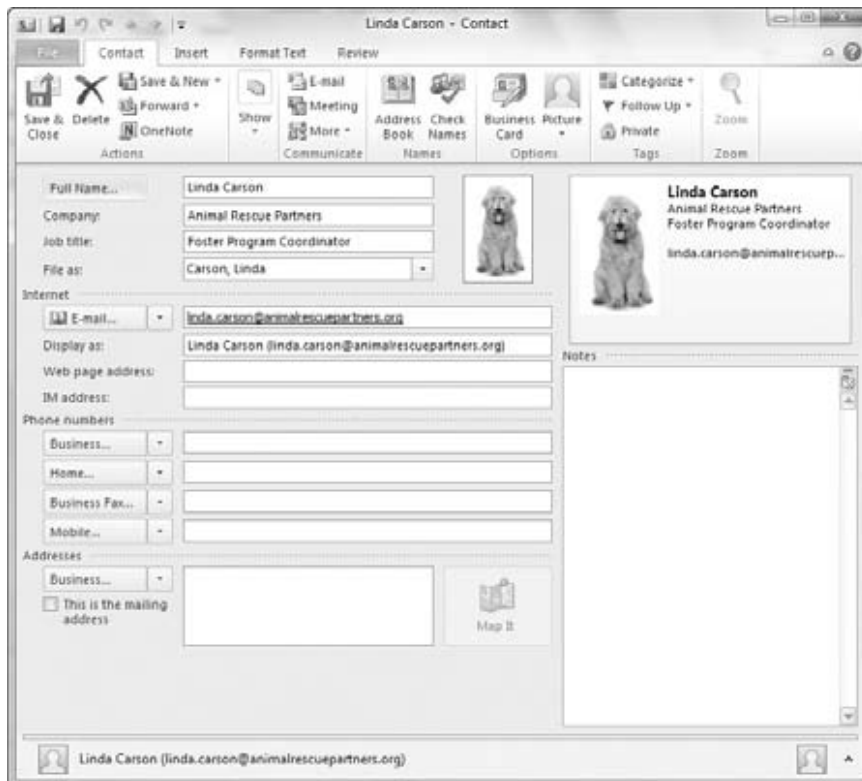 Linda Carson - Contact
File Contact Insert Format Text Review
Save & Close
Delete
Save & New
Forward
OneNote
Actions
Show
E-mail
Meeting
More
Communicate
Address Book
Check Names
Names
Business Card
Picture
Options
Categorize
Follow Up
Private
Tags
Zoom
Zoom
Full Name... Linda Carson
Company: Animal Rescue Partners
Job title: Foster Program Coordinator
File as: Carson, Linda
Internet
E-mail... linda.carson@animalrescuepartners.org
Display as: Linda Carson (linda.carson@animalrescuepartners.org)
Web page address:
IM address:
Phone numbers
Business...
Home...
Business Fax...
Mobile...
Addresses
Business...
This is the mailing
address
Map It
Linda Carson
Animal Rescue Partners
Foster Program Coordinator
linda.carson@animalrescuep...
Notes
Linda Carson (linda.carson@animalrescuepartners.org)